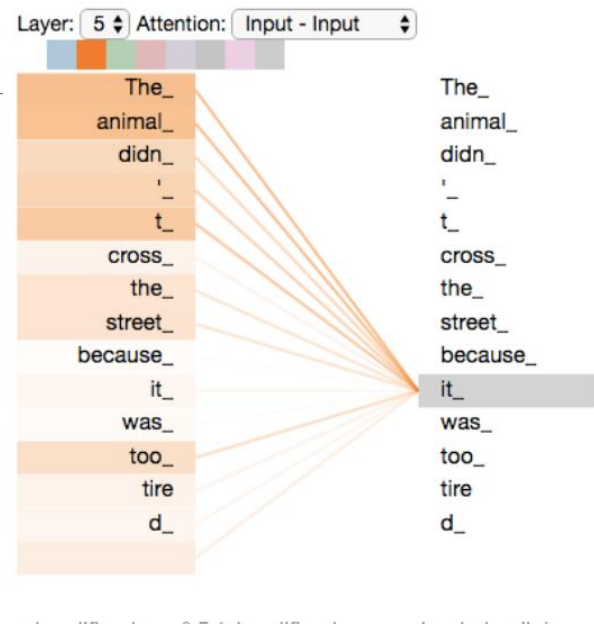 Layer: 5 Attention: Input - Input
The_ The_
animal_ animal_
didn_ didn_
'_ '_
t_ t_
cross_ cross_
the_ the_
street_ street_
because_ because_
it_ it_
was_ was_
too_ too_
tire tire
d_ d_